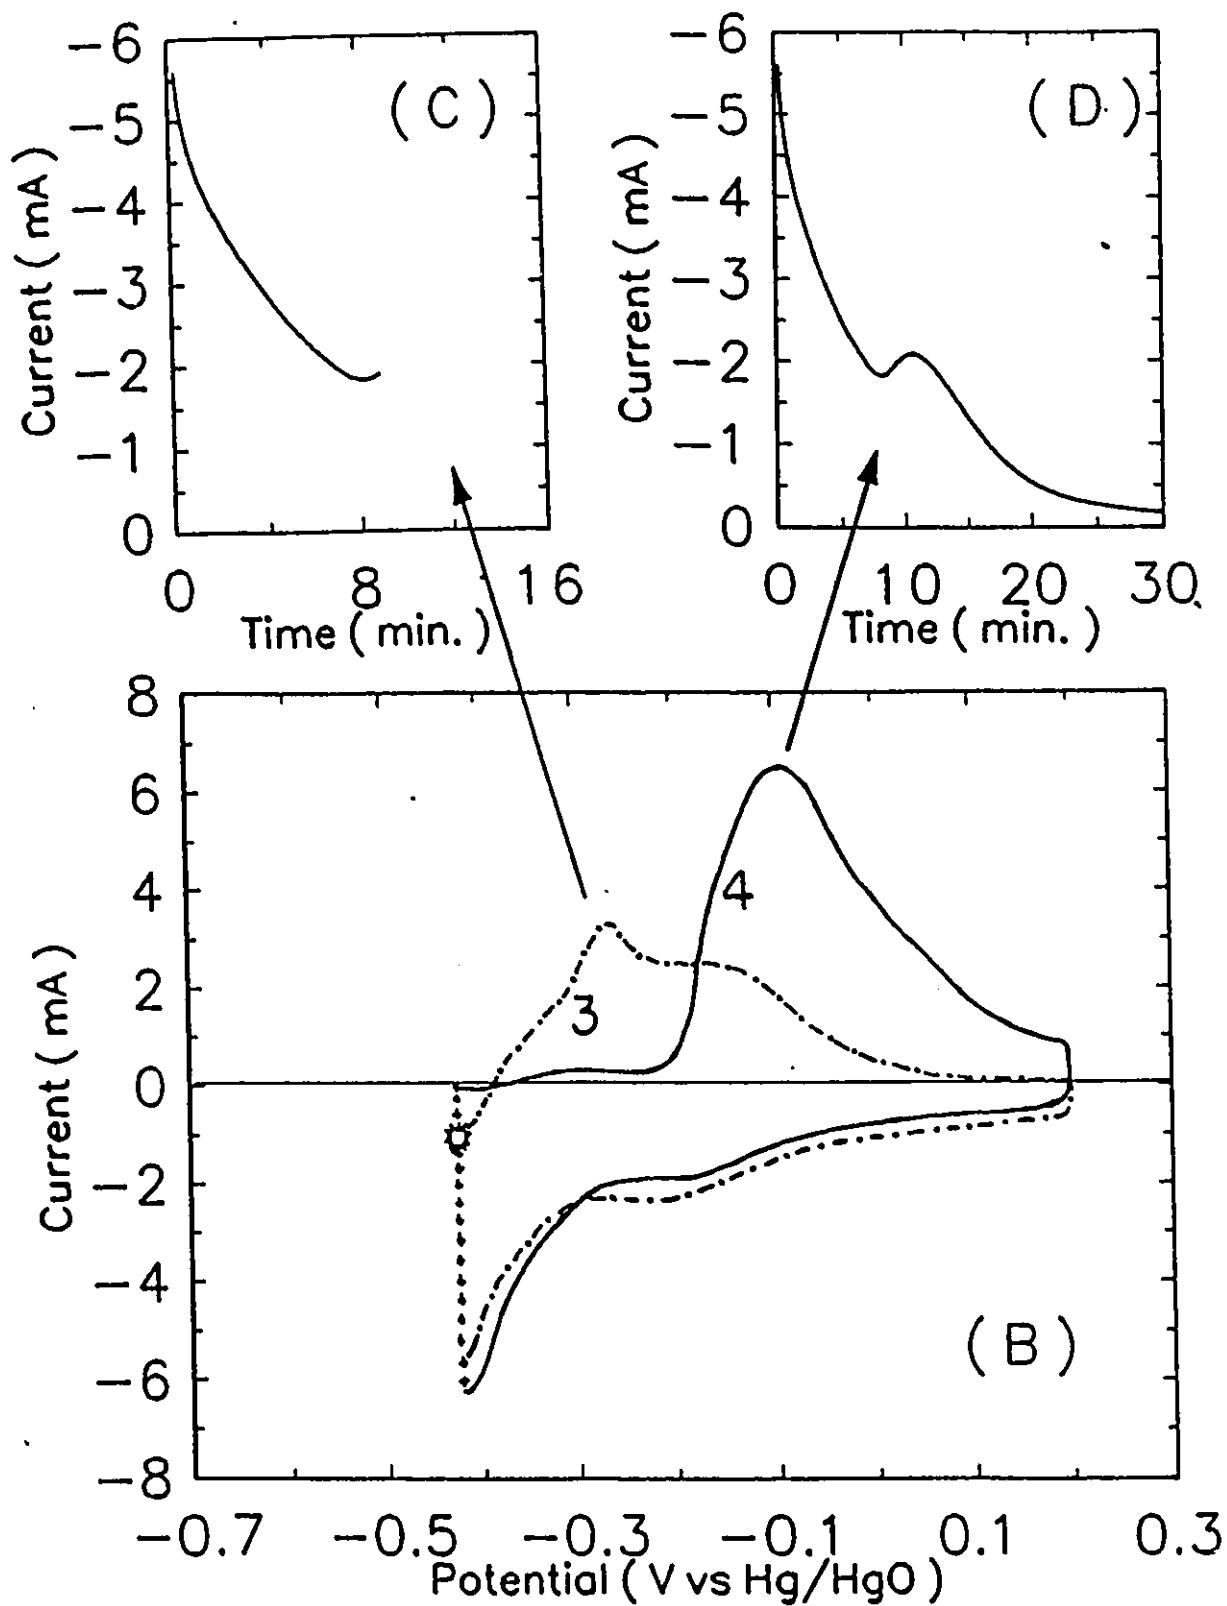 −6
−5
−4
−3
−2
−1
0
Current ( mA )
( C )
0 8 16
Time ( min. )
−6
−5
−4
−3
−2
−1
0
Current ( mA )
( D )
0 10 20 30
Time ( min. )
8
6
4
2
0
−2
−4
−6
−8
Current ( mA )
4
3
( B )
−0.7 −0.5 −0.3 −0.1 0.1 0.3
Potential ( V vs Hg/HgO )